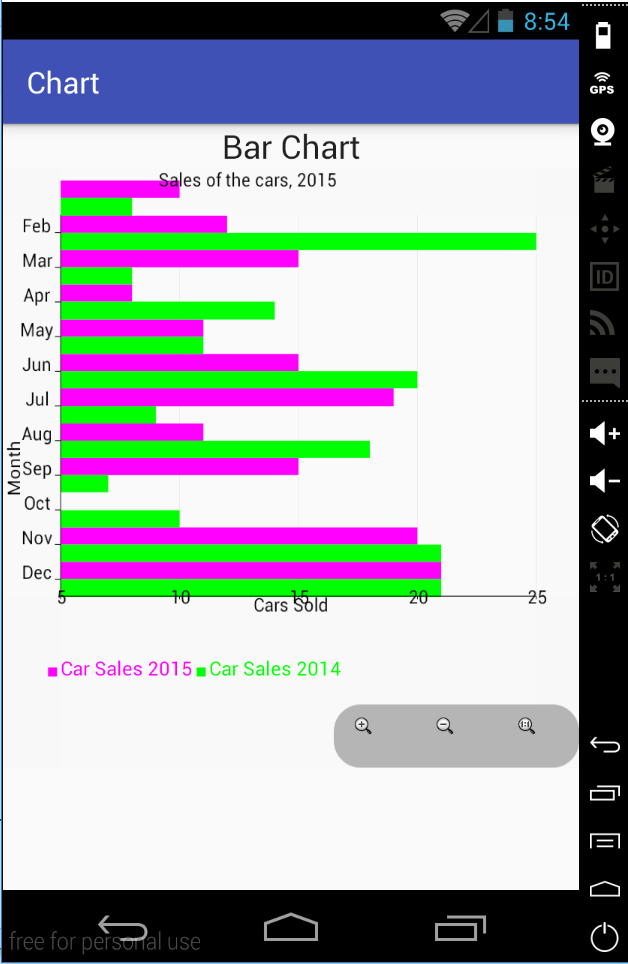 8:54
Chart
GPS
Bar Chart
Sales of the cars, 2015
Feb
Mar
ID
Apr
May
Jun
Jul
Aug
Month
Sep
Oct
Nov
Dec
1:1
5 10 15 20 25
Cars Sold
Car Sales 2015 Car Sales 2014
free for personal use